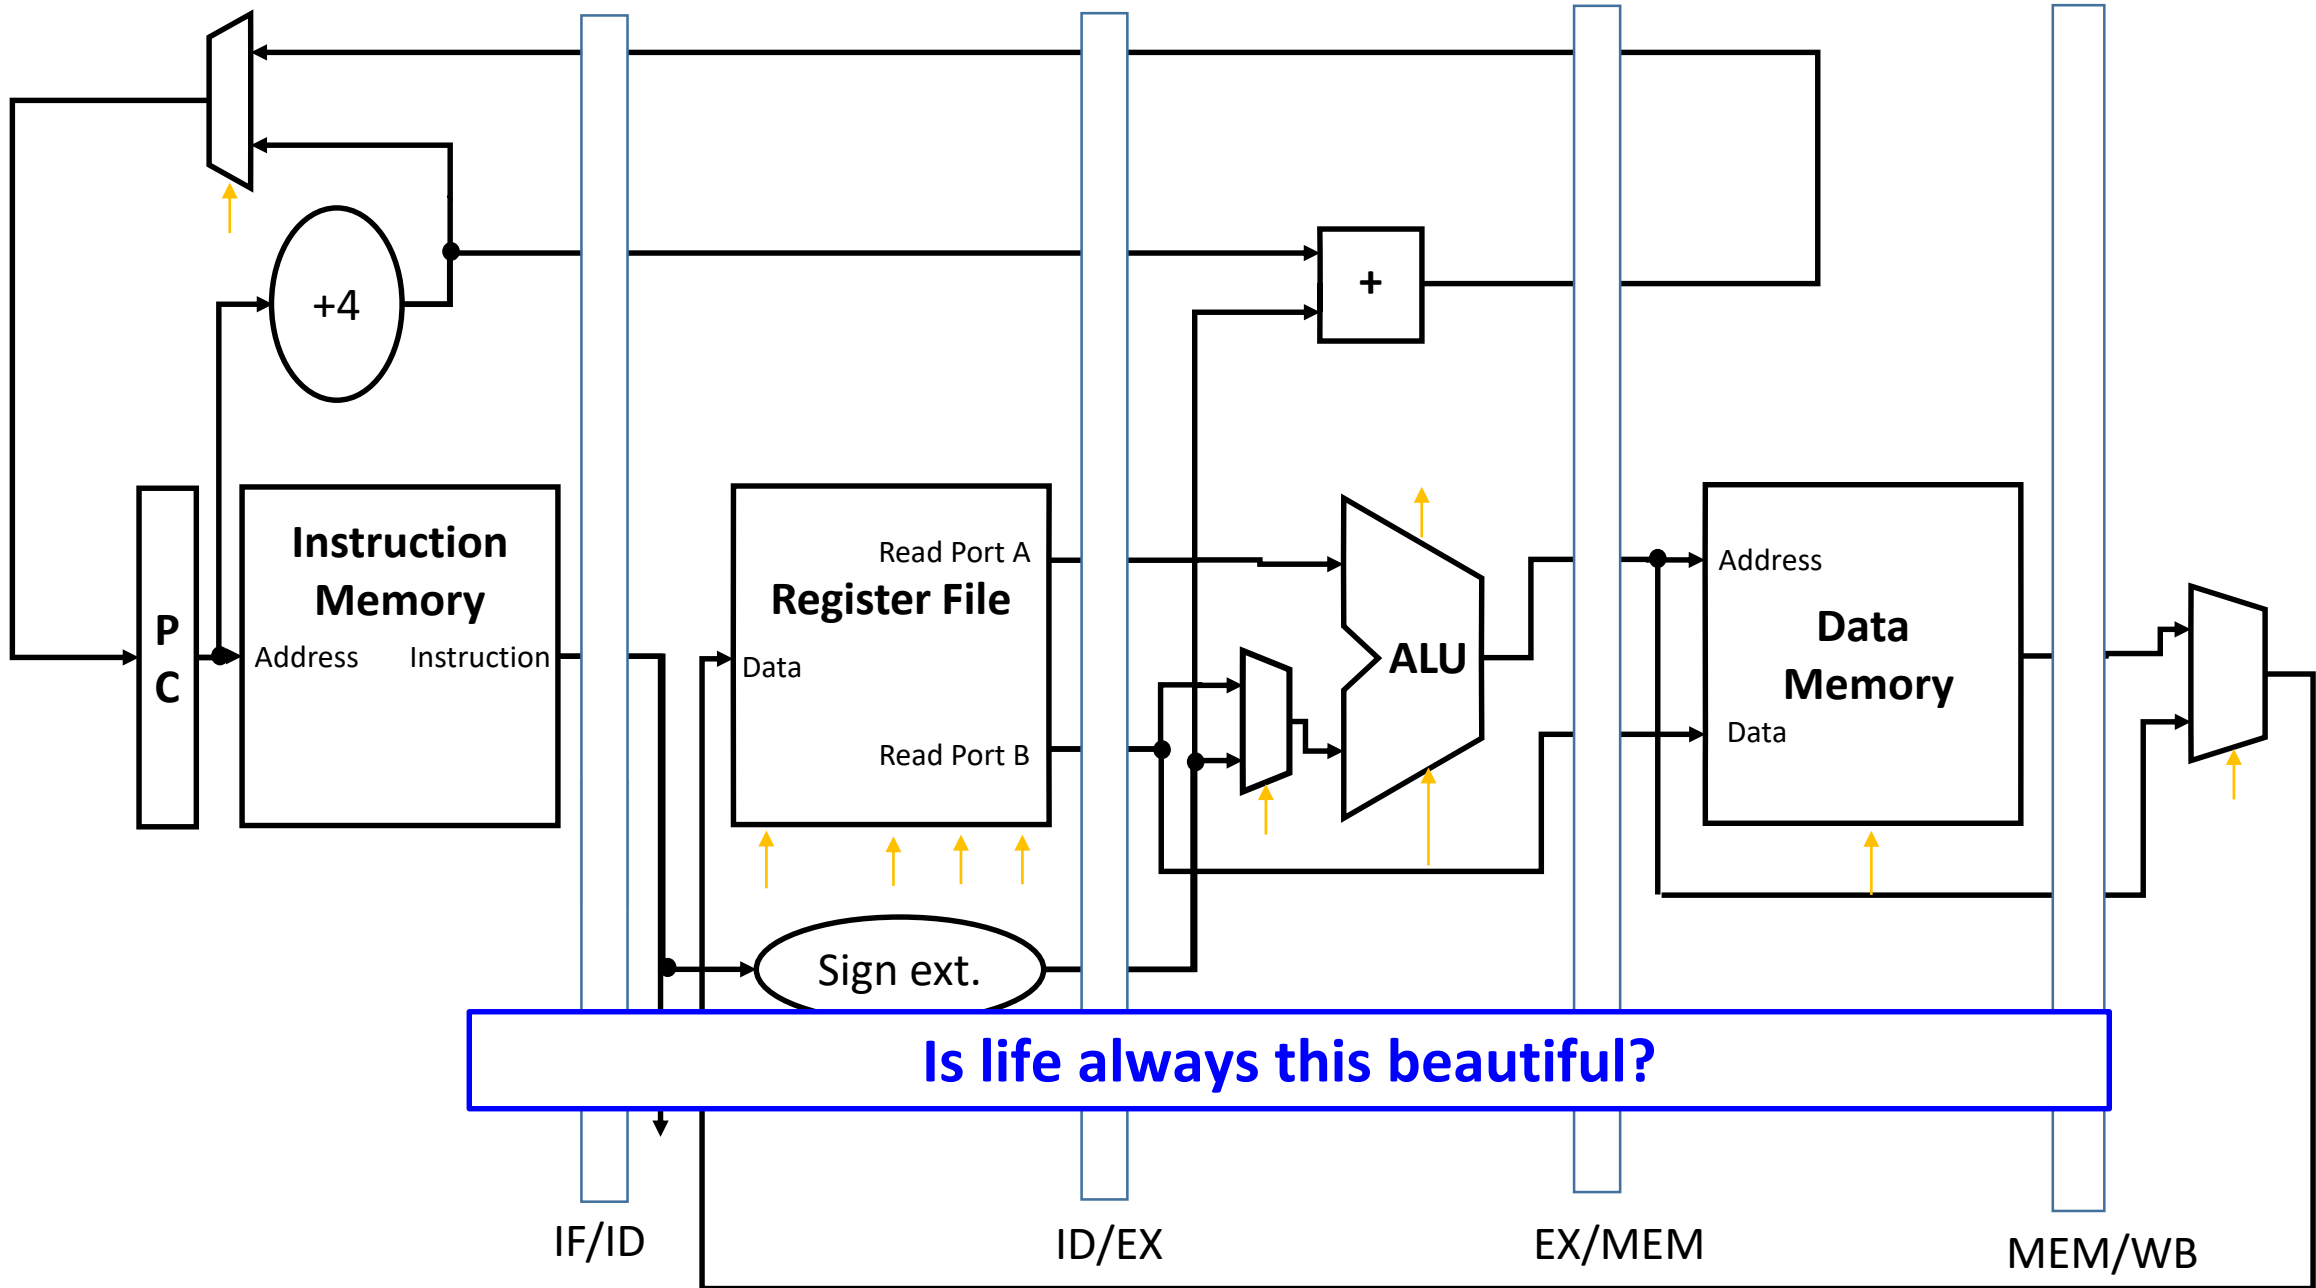 +4
+
P
C
Instruction
Memory
Address
Instruction
Read Port A
Register File
Data
Read Port B
ALU
Address
Data
Memory
Data
Sign ext.
Is life always this beautiful?
IF/ID
ID/EX
EX/MEM
MEM/WB